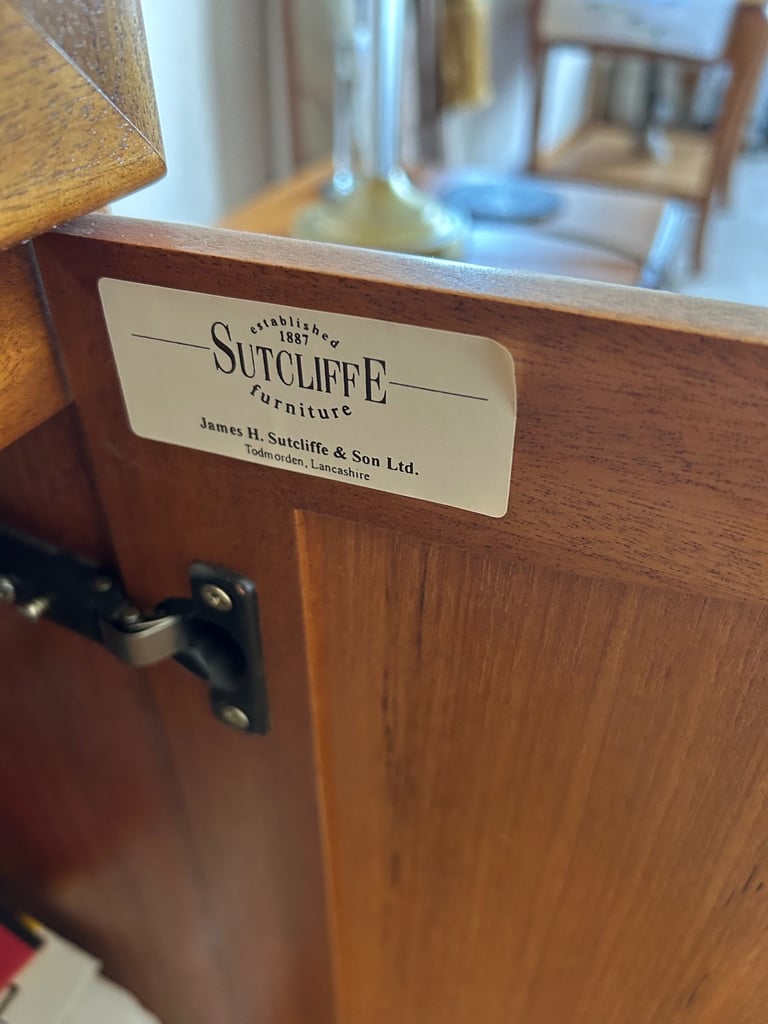 established
1887
SUTCLIFFE
furniture
James H. Sutcliffe & Son Ltd.
Todmorden, Lancashire